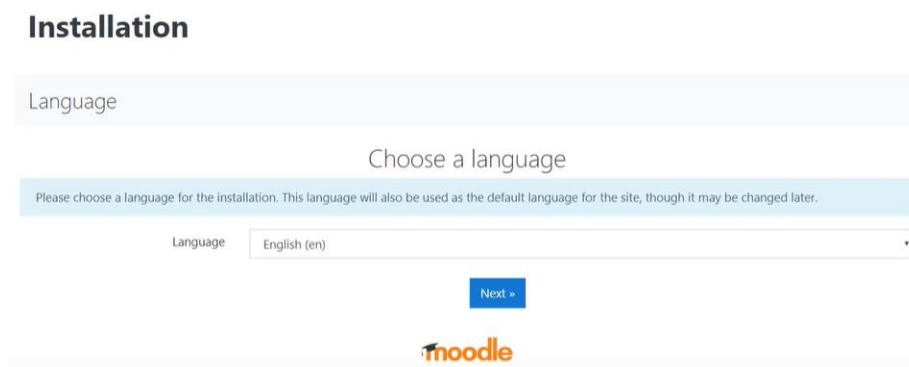 Installation
Language
Choose a language
Please choose a language for the installation. This language will also be used as the default language for the site, though it may be changed later.
Language English (en)
Next »
moodle